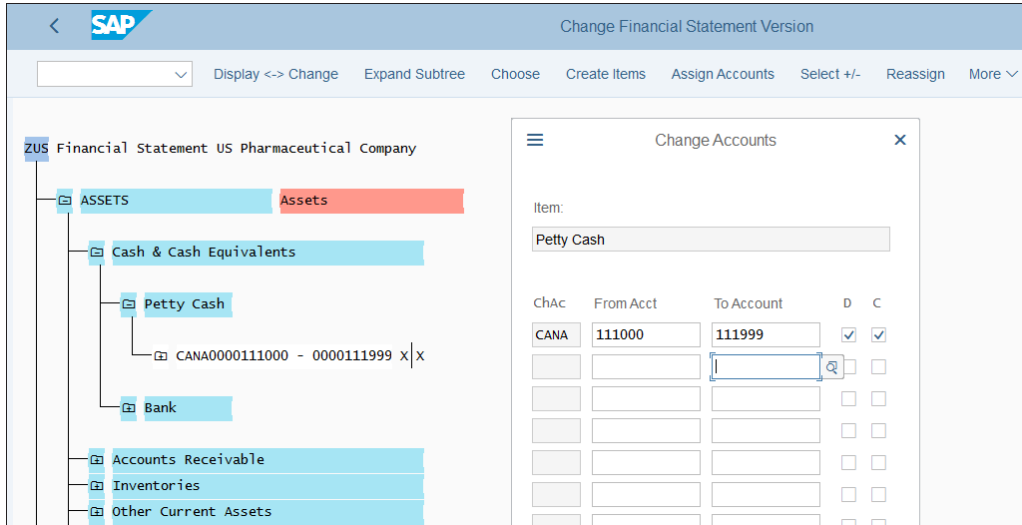 SAP Change Financial Statement Version
Display <-> Change Expand Subtree Choose Create Items Assign Accounts Select +/- Reassign More
ZUS Financial Statement US Pharmaceutical Company
ASSETS Assets
Cash & Cash Equivalents
Petty Cash
CANA0000111000 - 0000111999 X X
Bank
Accounts Receivable
Inventories
Other Current Assets
Change Accounts
Item:
Petty Cash
ChAc From Acct To Account D C
CANA 111000 111999